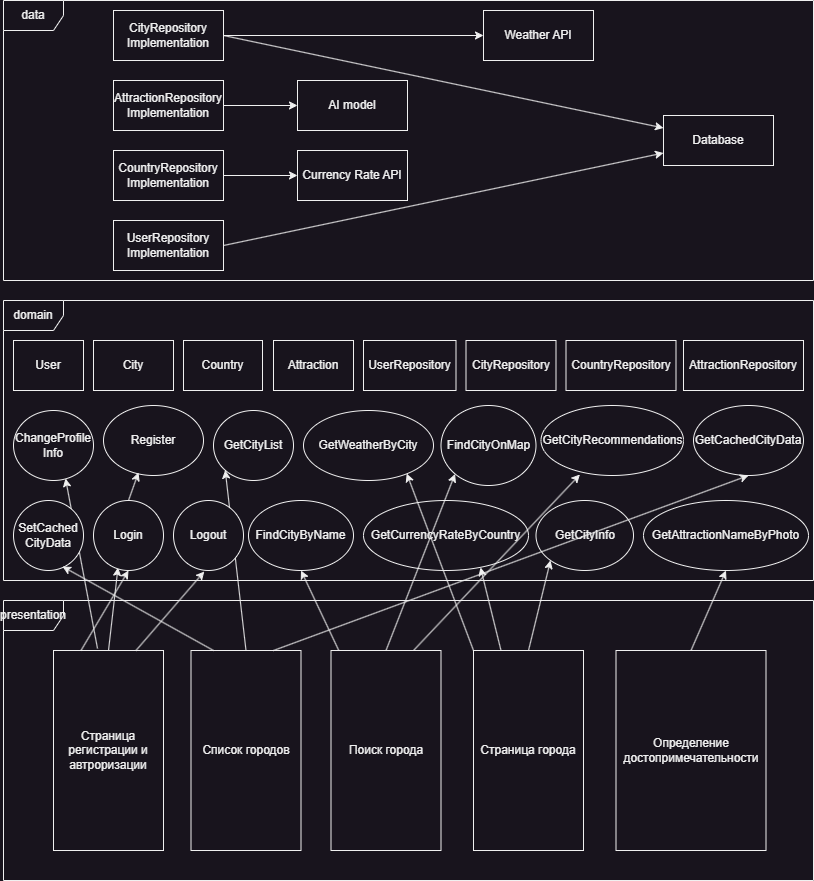 data
CityRepository
Implementation
Weather API
AttractionRepository
Implementation
AI model
Database
CountryRepository
Implementation
Currency Rate API
UserRepository
Implementation
domain
User
City
Country
Attraction
UserRepository
CityRepository
CountryRepository
AttractionRepository
ChangeProfile
Info
Register
GetCityList
GetWeatherByCity
FindCityOnMap
GetCityRecommendations
GetCachedCityData
SetCached
CityData
Login
Logout
FindCityByName
GetCurrencyRateByCountry
GetCityInfo
GetAttractionNameByPhoto
presentation
Страница
регистрации и
автроризации
Список городов
Поиск города
Страница города
Определение
достопримечательности